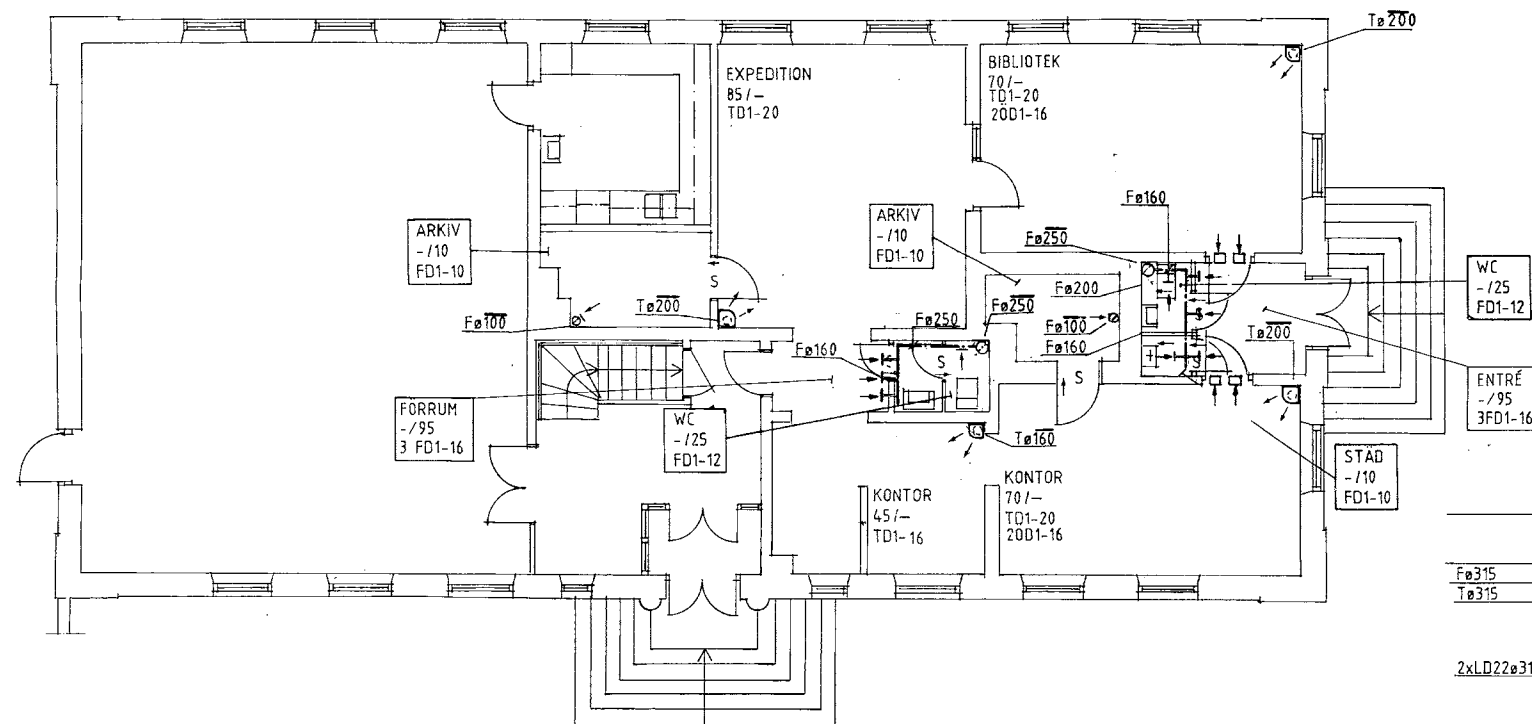 Tø200
EXPEDITION
85/–
TD1-20
BIBLIOTEK
70/–
TD1-20
2ÖD1-16
Fø160
ARKIV
-/10
FD1-10
ARKIV
-/10
FD1-10
Fø250
Fø200
WC
-/25
FD1-12
S
Tø200
Fø100
Fø250
Fø250
Fø100
Fø160
S
Tø200
Fø160
S
S
S
FÖRRUM
-/95
3 FD1-16
WC
-/25
FD1-12
Tø160
ENTRÉ
-/95
3FD1-16
STÄD
-/10
FD1-10
KONTOR
45/–
TD1-16
KONTOR
70/–
TD1-20
2ÖD1-16
Fø315
Tø315
2xLD22ø31